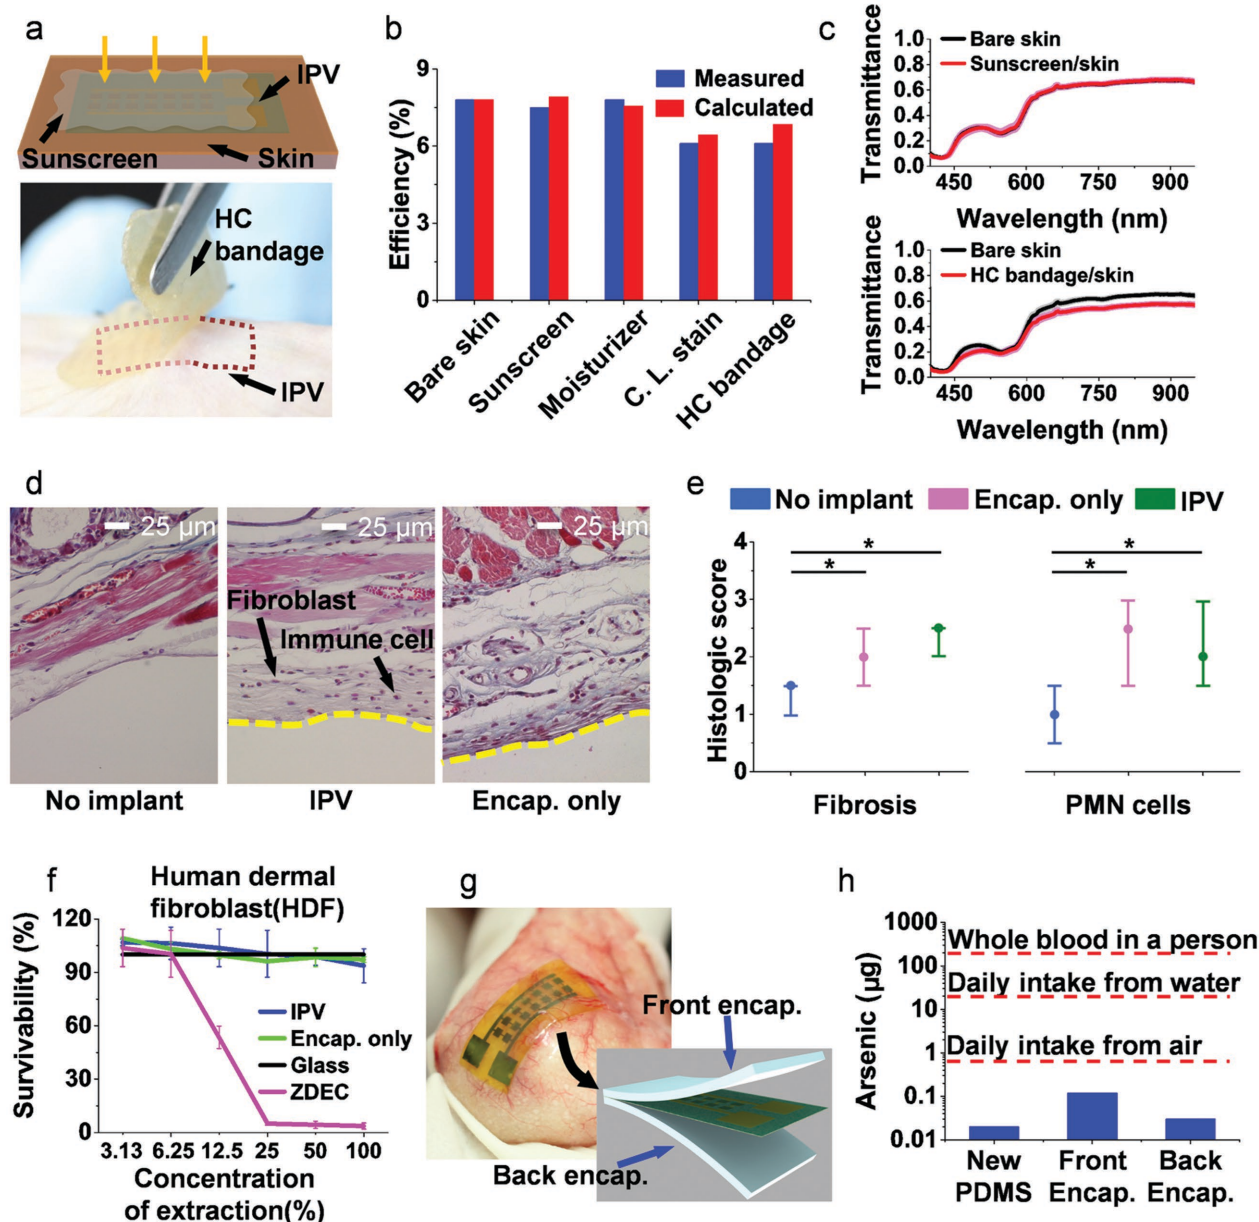 a
IPV
Sunscreen
Skin
HC
bandage
IPV
b
Efficiency (%)
9
6
3
0
Measured
Calculated
Bare skin
Sunscreen
Moisturizer
C. L. stain
HC bandage
c
Transmittance
1.0
0.8
0.6
0.4
0.2
0.0
Bare skin
Sunscreen/skin
450 600 750 900
Wavelength (nm)
Transmittance
1.0
0.8
0.6
0.4
0.2
0.0
Bare skin
HC bandage/skin
450 600 750 900
Wavelength (nm)
d
25 µm
25 µm
25 µm
Fibroblast
Immune cell
No implant
IPV
Encap. only
e
No implant
Encap. only
IPV
Histologic score
4
3
2
1
0
*
*
*
*
Fibrosis
PMN cells
f
Human dermal
fibroblast(HDF)
Survivability (%)
120
90
60
30
0
IPV
Encap. only
Glass
ZDEC
3.13 6.25 12.5 25 50 100
Concentration
of extraction(%)
g
Front encap.
Back encap.
h
Arsenic (µg)
1000
100
10
1
0.1
0.01
Whole blood in a person
Daily intake from water
Daily intake from air
New
PDMS
Front
Encap.
Back
Encap.